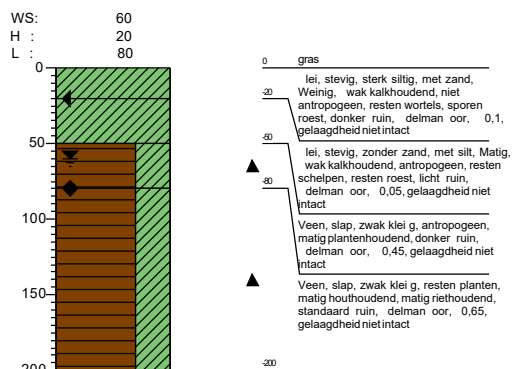 WS: 60
H : 20
L : 80
0
50
100
150
200
0 gras
lei, stevig, sterk siltig, met zand,
-20 Weinig, wak kalkhoudend, niet
antropogeen, resten wortels, sporen
roest, donker ruin, delman oor, 0,1,
gelaagdheid niet intact
-50
lei, stevig, zonder zand, met silt, Matig,
wak kalkhoudend, antropogeen, resten
schelpen, resten roest, licht ruin,
-80 delman oor, 0,05, gelaagdheid niet
intact
Veen, slap, zwak klei g, antropogeen,
matig plantenhoudend, donker ruin,
delman oor, 0,45, gelaagdheid niet
intact
Veen, slap, zwak klei g, resten planten,
matig houthoudend, matig riethoudend,
standaard ruin, delman oor, 0,65,
gelaagdheid niet intact
-200